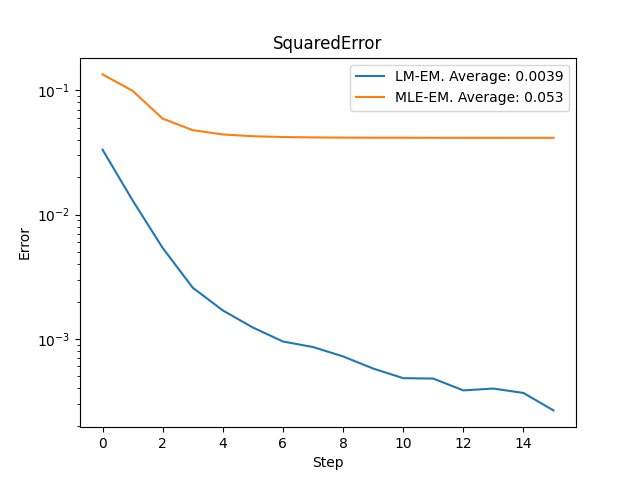 SquaredError
LM-EM. Average: 0.0039
MLE-EM. Average: 0.053
10⁻¹
10⁻²
10⁻³
Error
0 2 4 6 8 10 12 14
Step